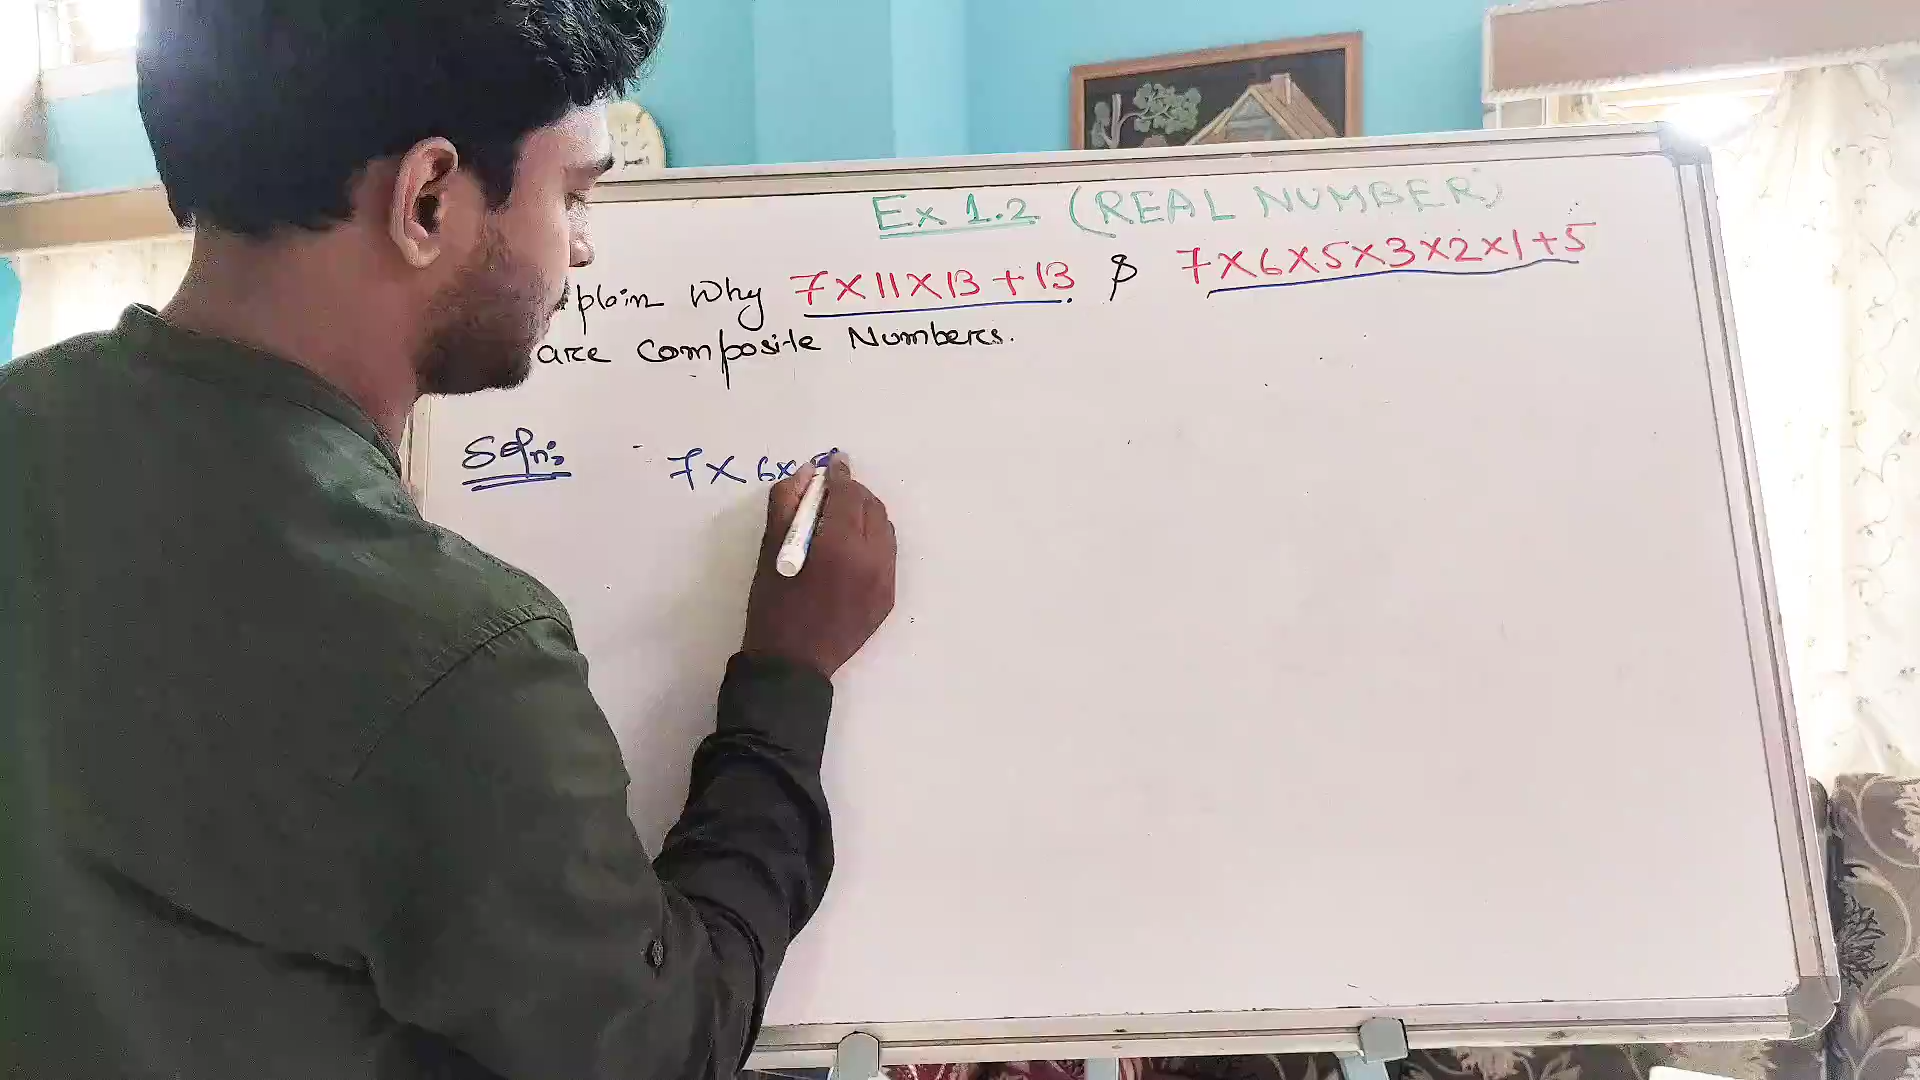 Ex 1.2 (REAL NUMBER)
plain Why 7×11×13+13 & 7×6×5×3×2×1+5
are Composite Numbers.
Soln: 7× 6×5